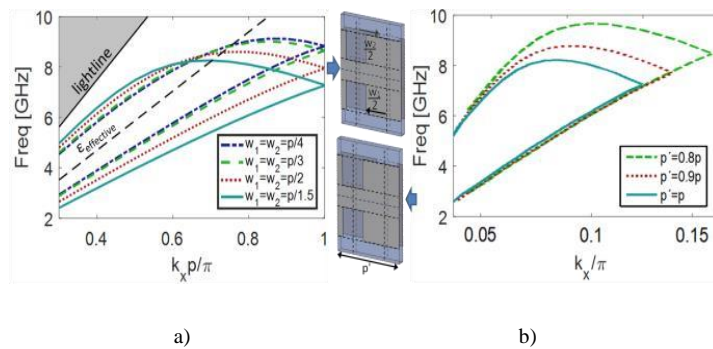 10
8
6
4
2
Freq [GHz]
lightline
ε effective
w₁=w₂=p/4
w₁=w₂=p/3
w₁=w₂=p/2
w₁=w₂=p/1.5
0.4
0.6
0.8
1
kₓp/π
w₂/2
w₁/2
p´
10
8
6
4
2
Freq [GHz]
p´=0.8p
p´=0.9p
p´=p
0.05
0.1
0.15
kₓ/π
a)
b)